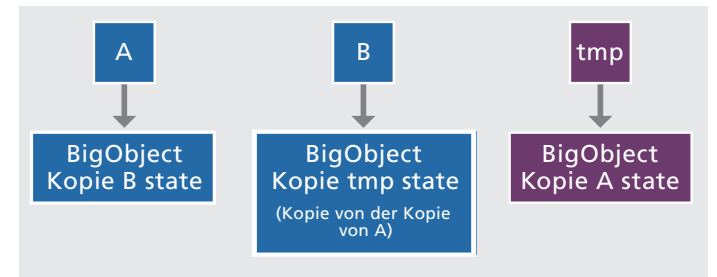 A
B
tmp
BigObject
Kopie B state
BigObject
Kopie tmp state
(Kopie von der Kopie
von A)
BigObject
Kopie A state